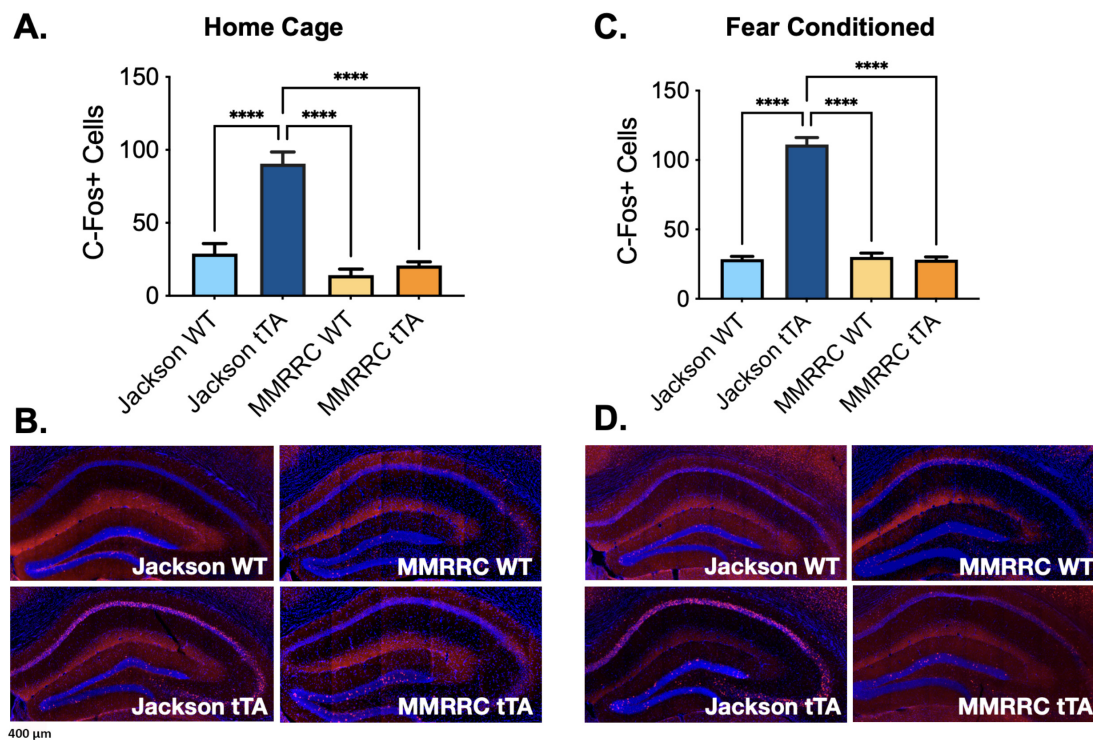 A.
Home Cage
C-Fos+ Cells
150
100
50
0
****
****
****
Jackson WT
Jackson tTA
MMRRC WT
MMRRC tTA
C.
Fear Conditioned
C-Fos+ Cells
150
100
50
0
****
****
****
Jackson WT
Jackson tTA
MMRRC WT
MMRRC tTA
B.
Jackson WT
MMRRC WT
Jackson tTA
MMRRC tTA
400 µm
D.
Jackson WT
MMRRC WT
Jackson tTA
MMRRC tTA